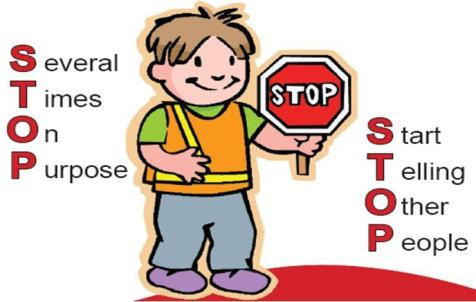 Several
Times
On
Purpose
STOP
Start
Telling
Other
People